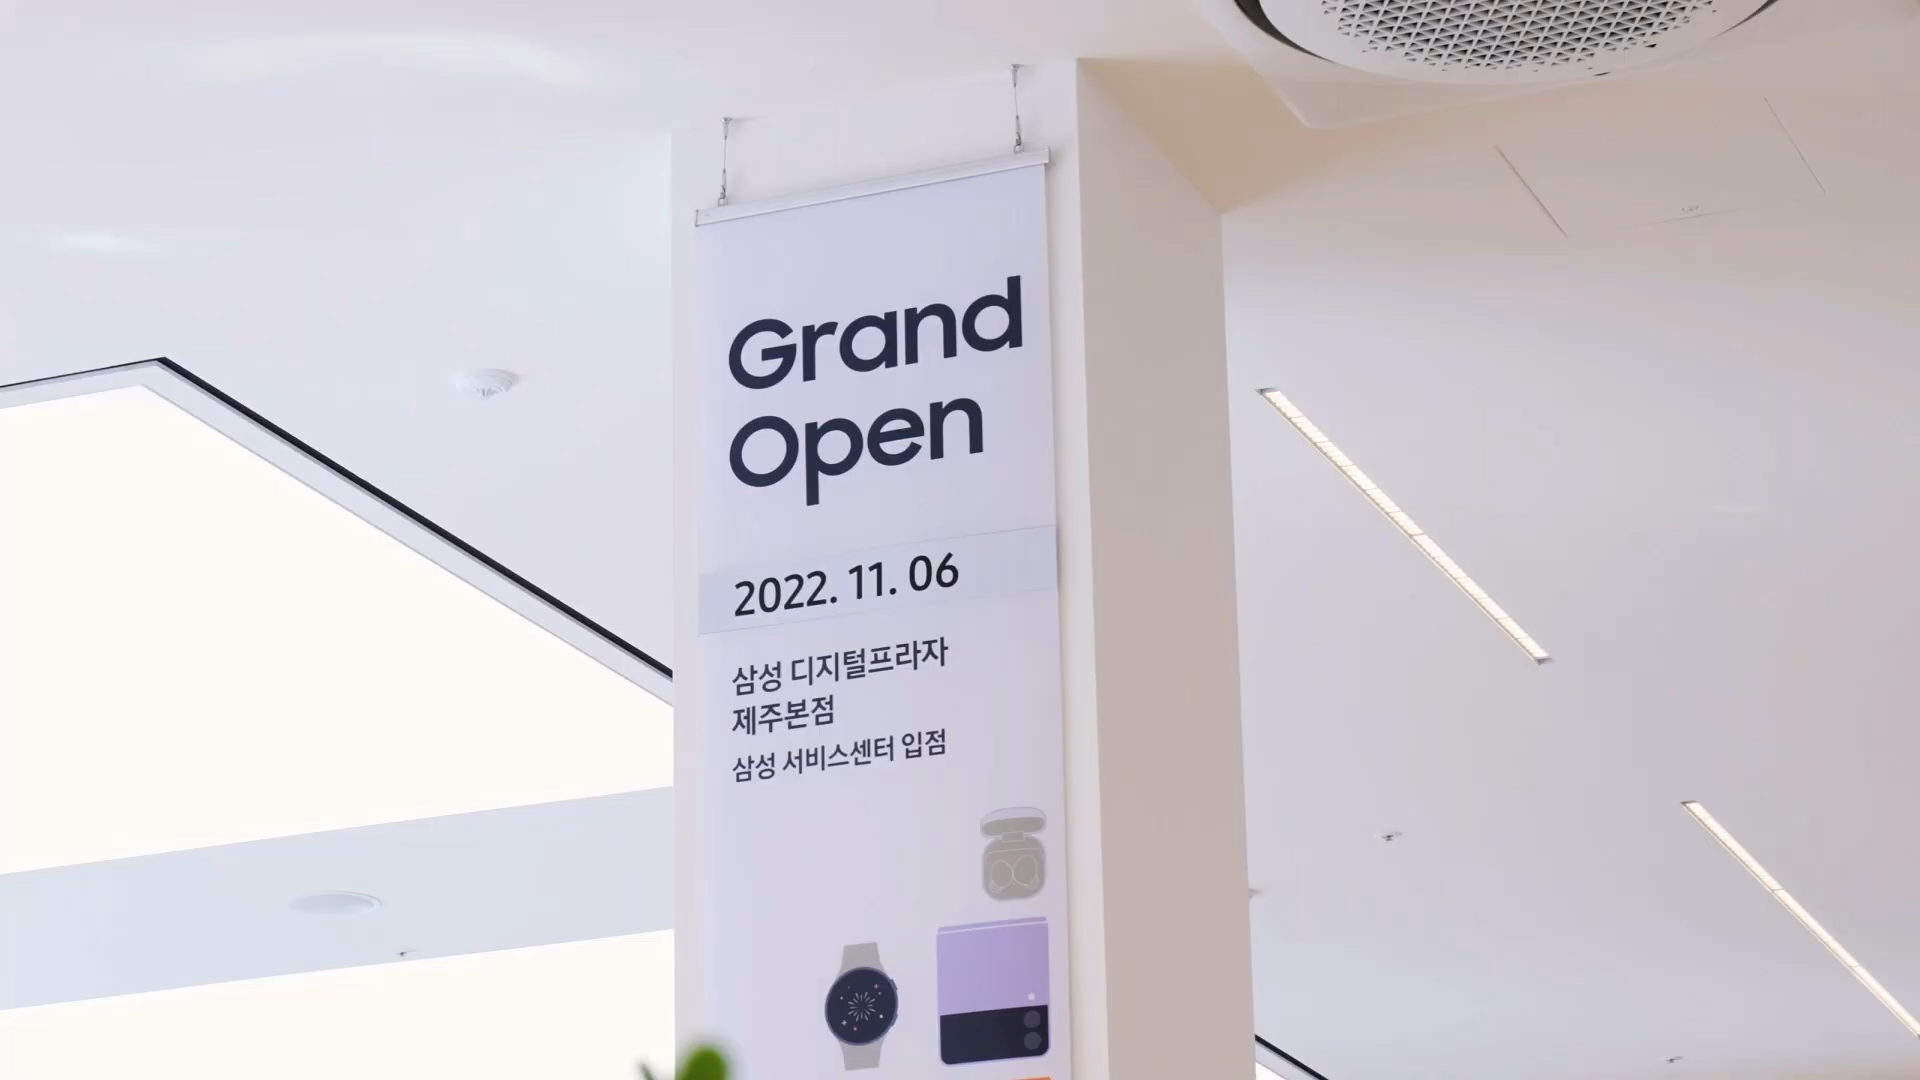 Grand
Open
2022. 11. 06
삼성 디지털프라자
제주본점
삼성 서비스센터 입점